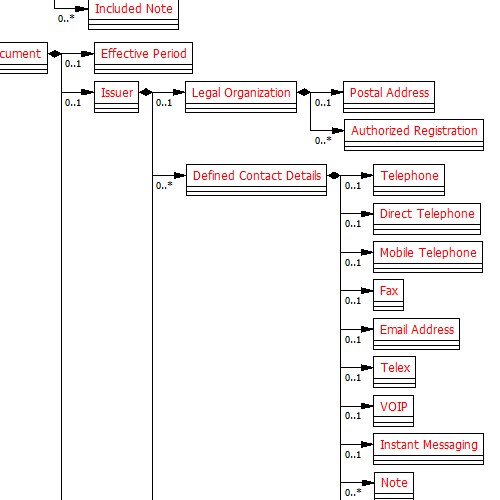 Included Note
0..*
cument
Effective Period
0..1
Issuer
0..1
Legal Organization
0..1
Postal Address
0..1
Authorized Registration
0..*
Defined Contact Details
0..*
Telephone
0..1
Direct Telephone
0..1
Mobile Telephone
0..1
Fax
0..1
Email Address
0..1
Telex
0..1
VOIP
0..1
Instant Messaging
0..1
Note
0..*